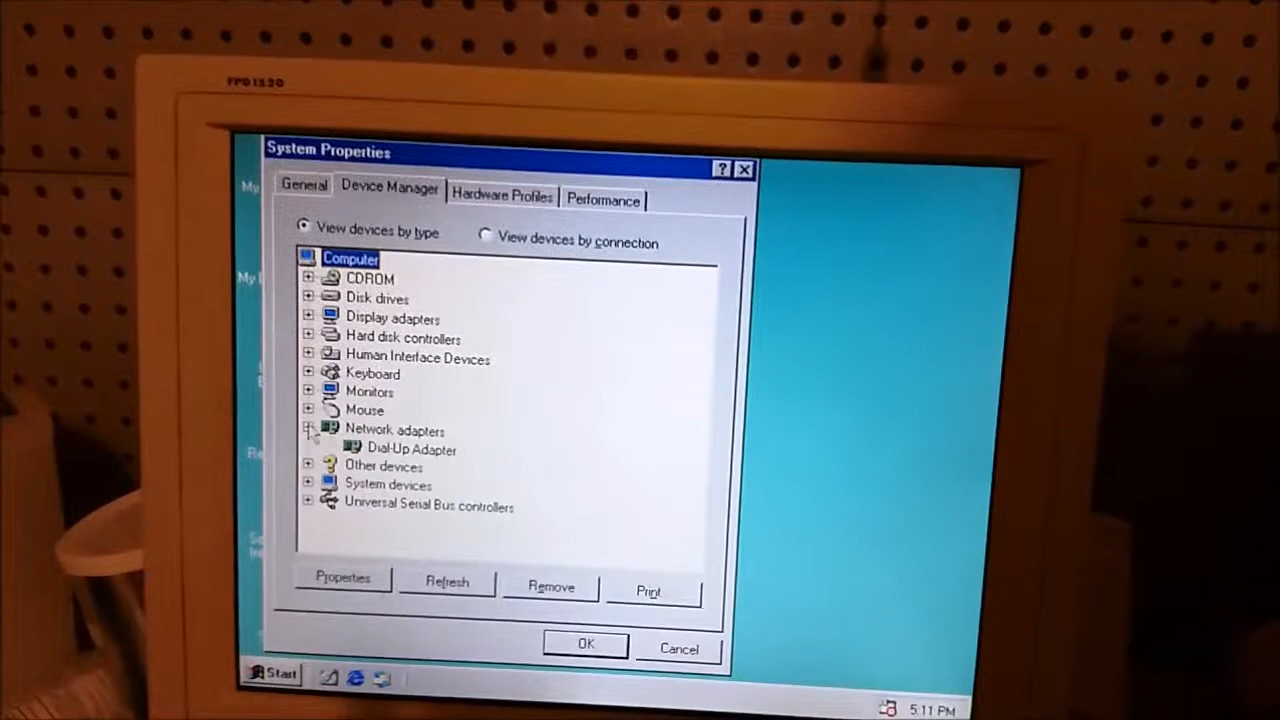 FPD1530
System Properties
My
General
Device Manager
Hardware Profiles
Performance
View devices by type
View devices by connection
Computer
CDROM
Disk drives
Display adapters
Hard disk controllers
Human Interface Devices
Keyboard
Monitors
Mouse
Network adapters
Dial-Up Adapter
Other devices
System devices
Universal Serial Bus controllers
Properties
Refresh
Remove
Print
OK
Cancel
Start
5:11 PM